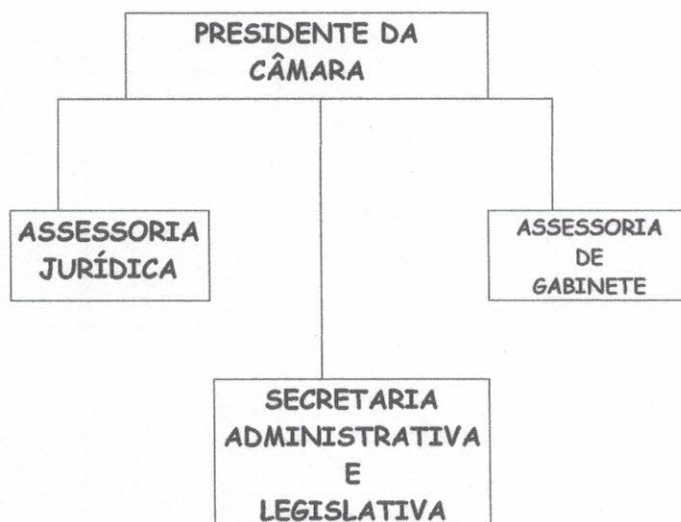 PRESIDENTE DA
CÂMARA
ASSESSORIA
JURÍDICA
ASSESSORIA
DE
GABINETE
SECRETARIA
ADMINISTRATIVA
E
LEGISLATIVA